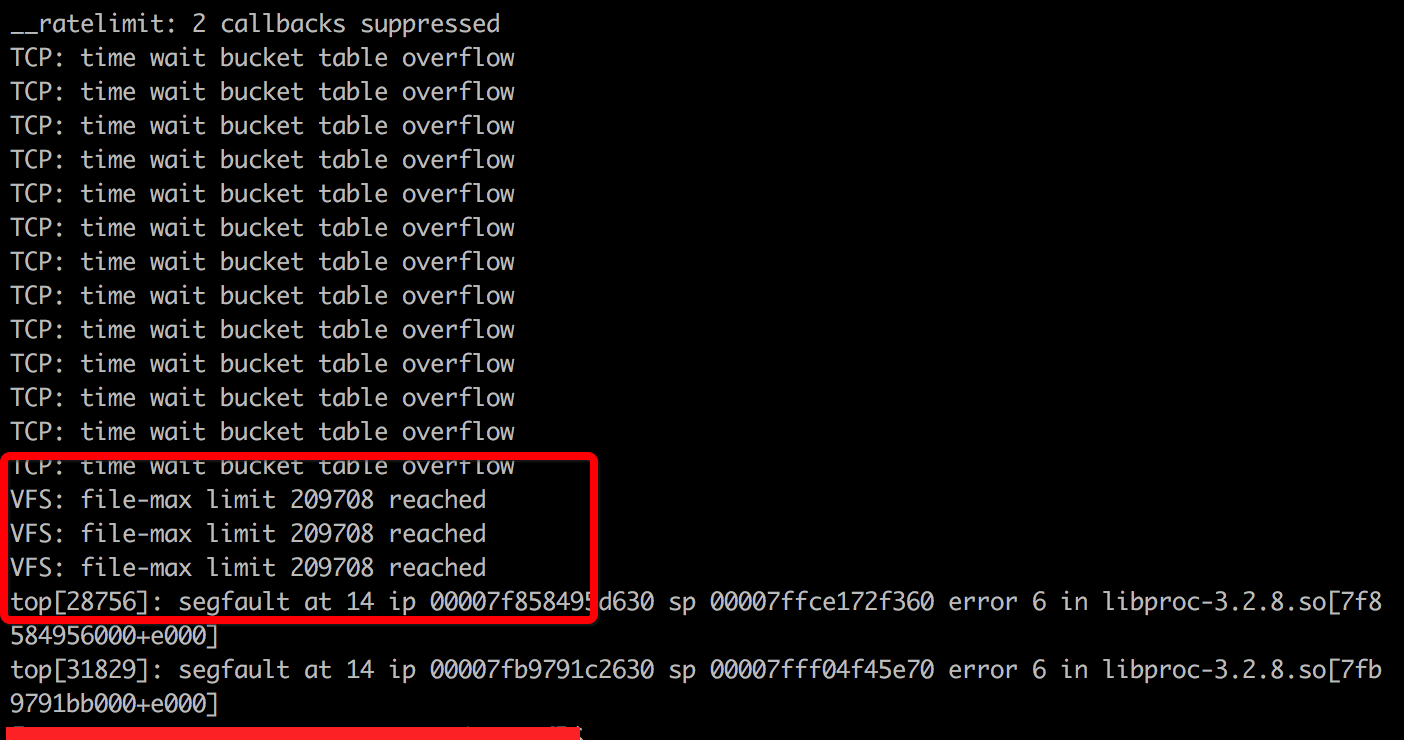 __ratelimit: 2 callbacks suppressed
TCP: time wait bucket table overflow
TCP: time wait bucket table overflow
TCP: time wait bucket table overflow
TCP: time wait bucket table overflow
TCP: time wait bucket table overflow
TCP: time wait bucket table overflow
TCP: time wait bucket table overflow
TCP: time wait bucket table overflow
TCP: time wait bucket table overflow
TCP: time wait bucket table overflow
TCP: time wait bucket table overflow
TCP: time wait bucket table overflow
TCP: time wait bucket table overflow
VFS: file-max limit 209708 reached
VFS: file-max limit 209708 reached
VFS: file-max limit 209708 reached
top[28756]: segfault at 14 ip 00007f858495d630 sp 00007ffce172f360 error 6 in libproc-3.2.8.so[7f8
584956000+e000]
top[31829]: segfault at 14 ip 00007fb9791c2630 sp 00007fff04f45e70 error 6 in libproc-3.2.8.so[7fb
9791bb000+e000]